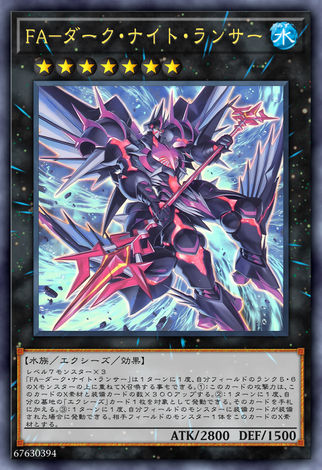 FA－ダーク・ナイト・ランサー
水
【水族／エクシーズ／効果】
レベル７モンスター×３
「FA－ダーク・ナイト・ランサー」は１ターンに１度、自分フィールドのランク５・６
のXモンスターの上に重ねてX召喚する事もできる。①：このカードの攻撃力は、こ
のカードのX素材と装備カードの数×３００アップする。②：１ターンに１度、自
分の墓地の「エクシーズ」カード１枚を対象として発動できる。そのカードを手札
に加える。③：１ターンに１度、自分フィールドのモンスターに装備カードが装備
された場合に発動できる。相手フィールドのモンスター１体をこのカードのX素
材とする。
ATK/2800 DEF/1500
67630394